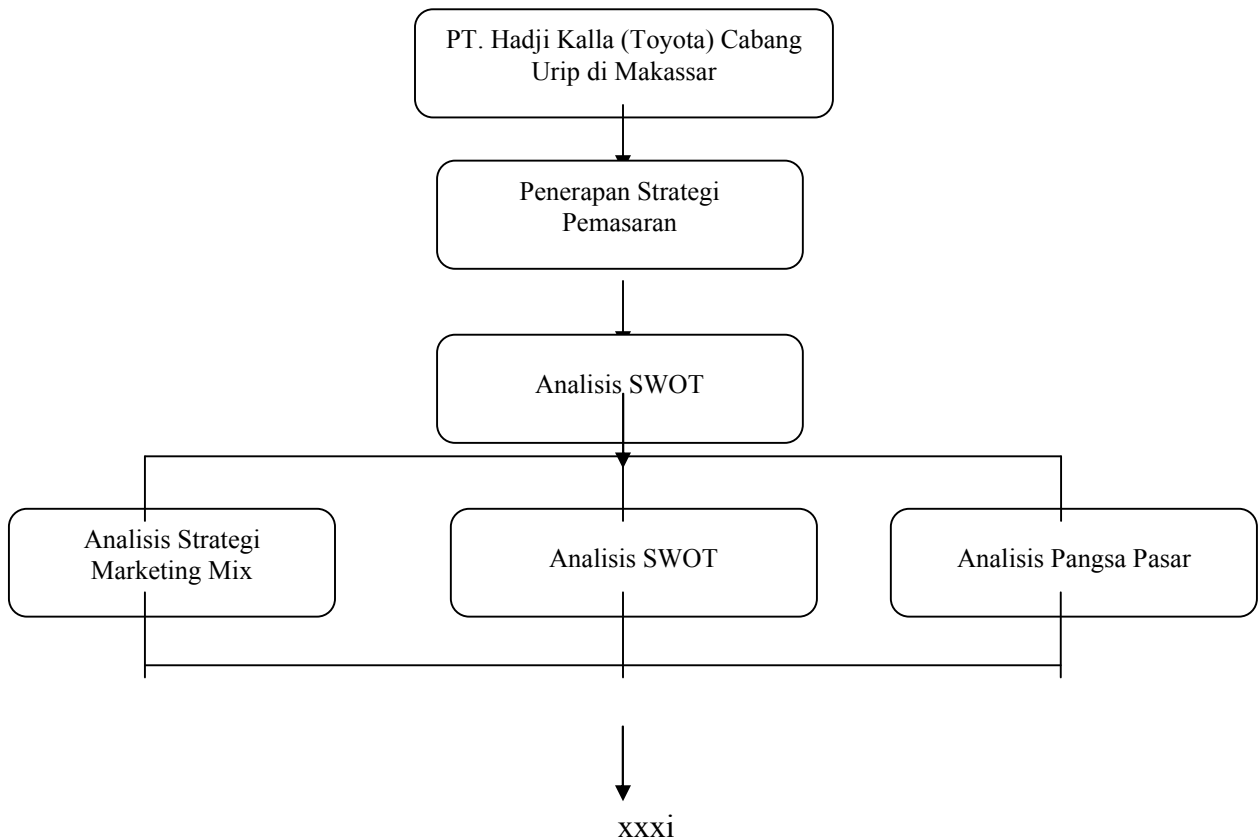 PT. Hadji Kalla (Toyota) Cabang
Urip di Makassar
Penerapan Strategi
Pemasaran
Analisis SWOT
Analisis Strategi
Marketing Mix
Analisis SWOT
Analisis Pangsa Pasar
xxxi